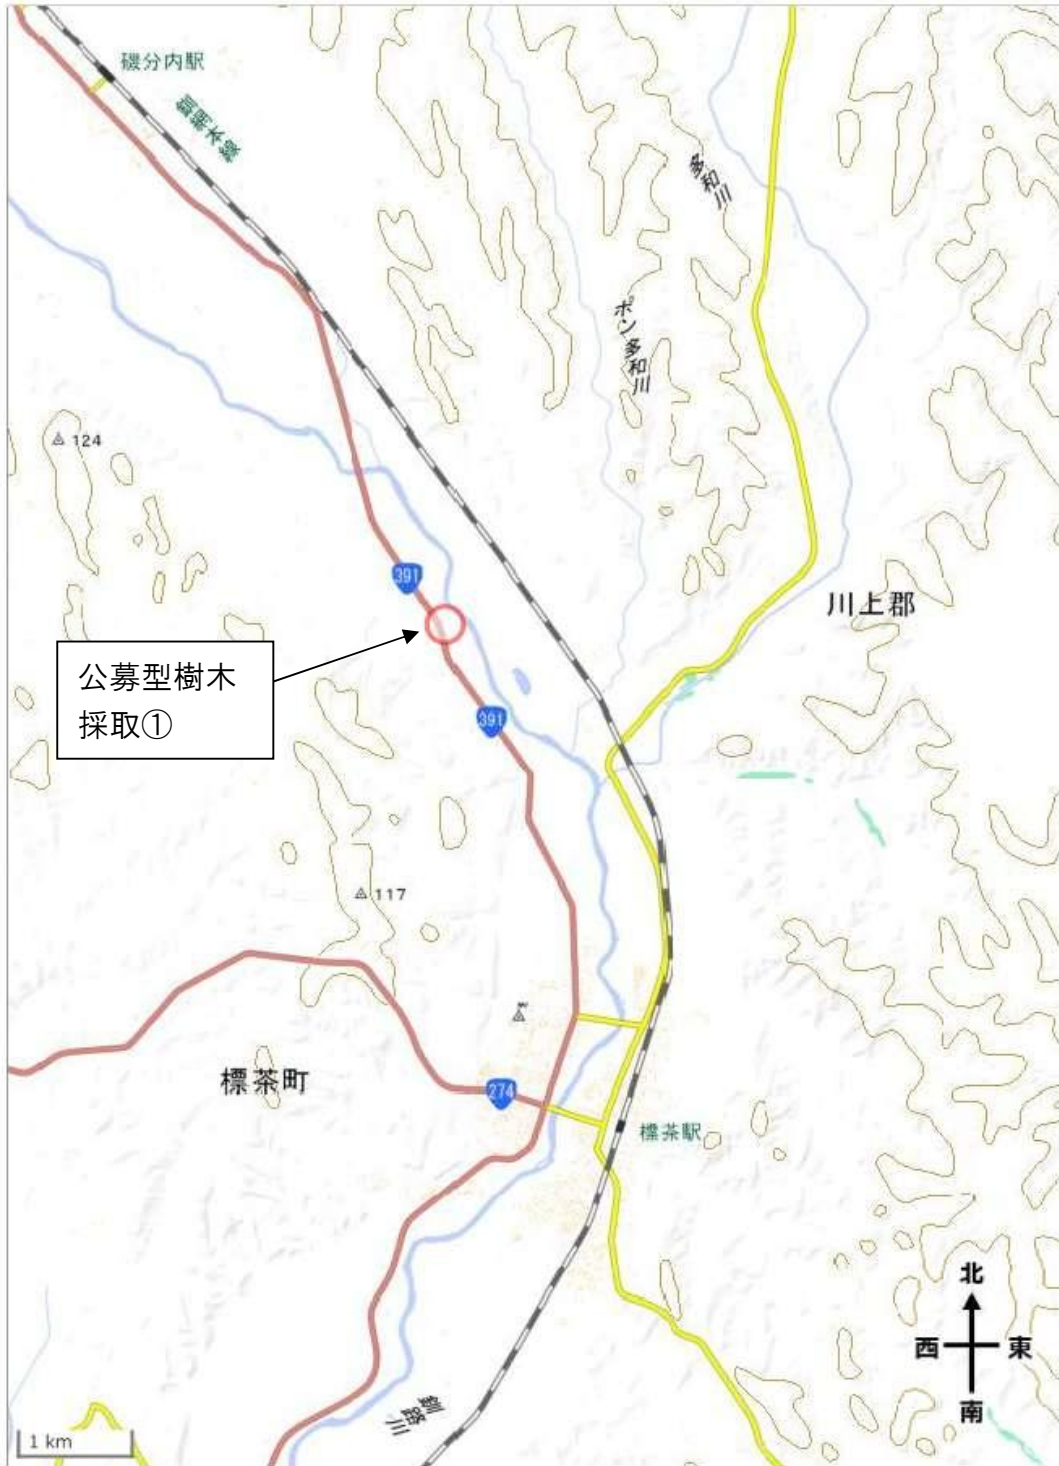 磯分内駅
釧網本線
多和川
ポン多和川
124
391
川上郡
公募型樹木
採取①
391
117
標茶町
274
標茶駅
北
西
東
南
釧路川
1 km